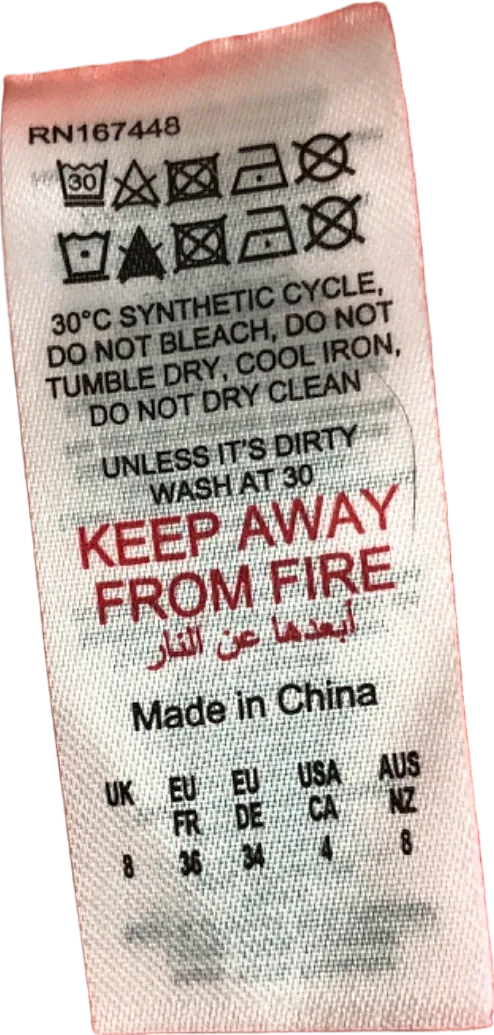 RN167448
30
30°C SYNTHETIC CYCLE,
DO NOT BLEACH, DO NOT
TUMBLE DRY, COOL IRON,
DO NOT DRY CLEAN
UNLESS IT'S DIRTY
WASH AT 30
KEEP AWAY
FROM FIRE
أبعدها عن النار
Made in China
UK EU EU USA AUS
FR DE CA NZ
8 36 34 4 8